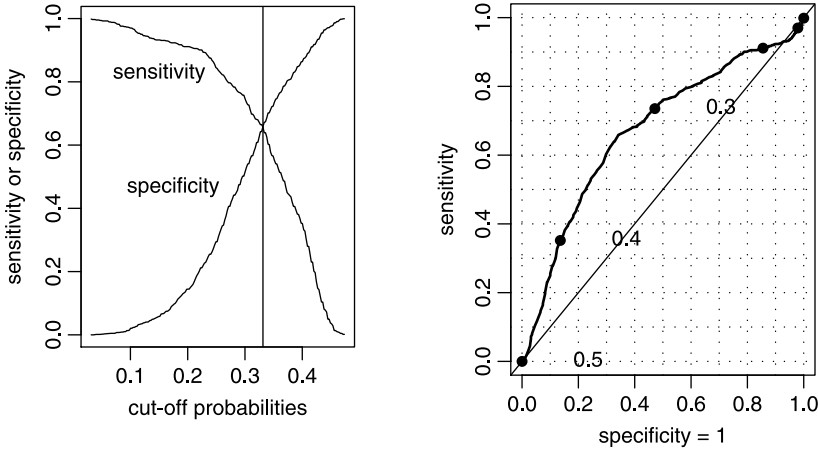 sensitivity or specificity
0.0 0.2 0.4 0.6 0.8 1.0
sensitivity
specificity
0.1 0.2 0.3 0.4
cut-off probabilities
sensitivity
0.0 0.2 0.4 0.6 0.8 1.0
0.3
0.4
0.5
0.0 0.2 0.4 0.6 0.8 1.0
specificity = 1